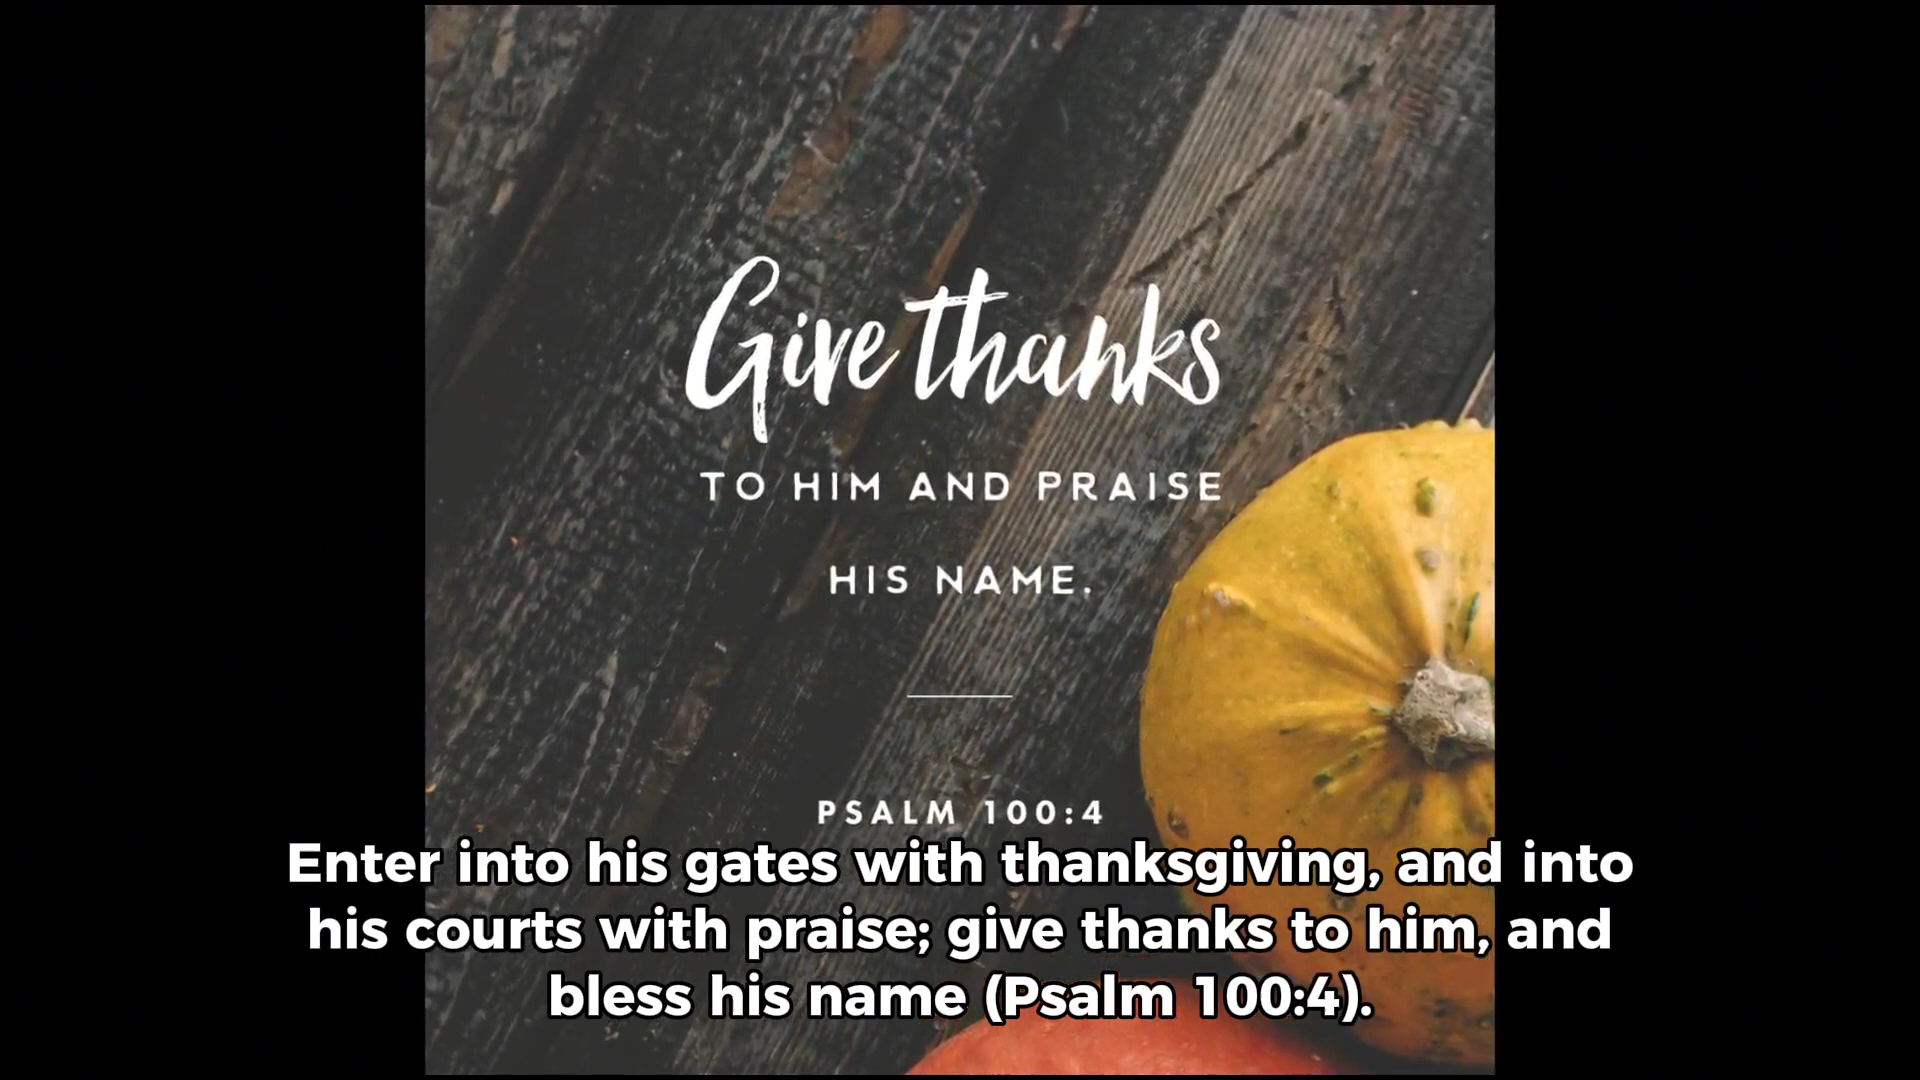 Give thanks
TO HIM AND PRAISE
HIS NAME.
PSALM 100:4
Enter into his gates with thanksgiving, and into
his courts with praise; give thanks to him, and
bless his name (Psalm 100:4).